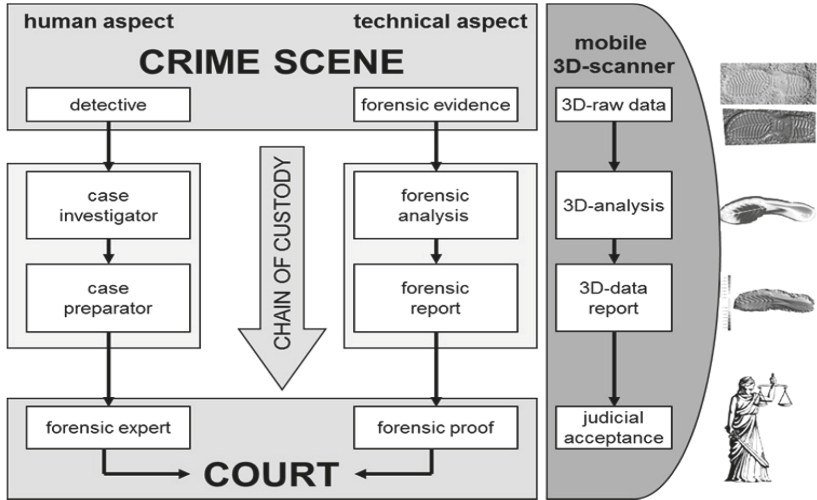 human aspect
technical aspect
CRIME SCENE
detective
forensic evidence
CHAIN OF CUSTODY
case
investigator
forensic
analysis
case
preparator
forensic
report
forensic expert
forensic proof
COURT
mobile
3D-scanner
3D-raw data
3D-analysis
3D-data
report
judicial
acceptance